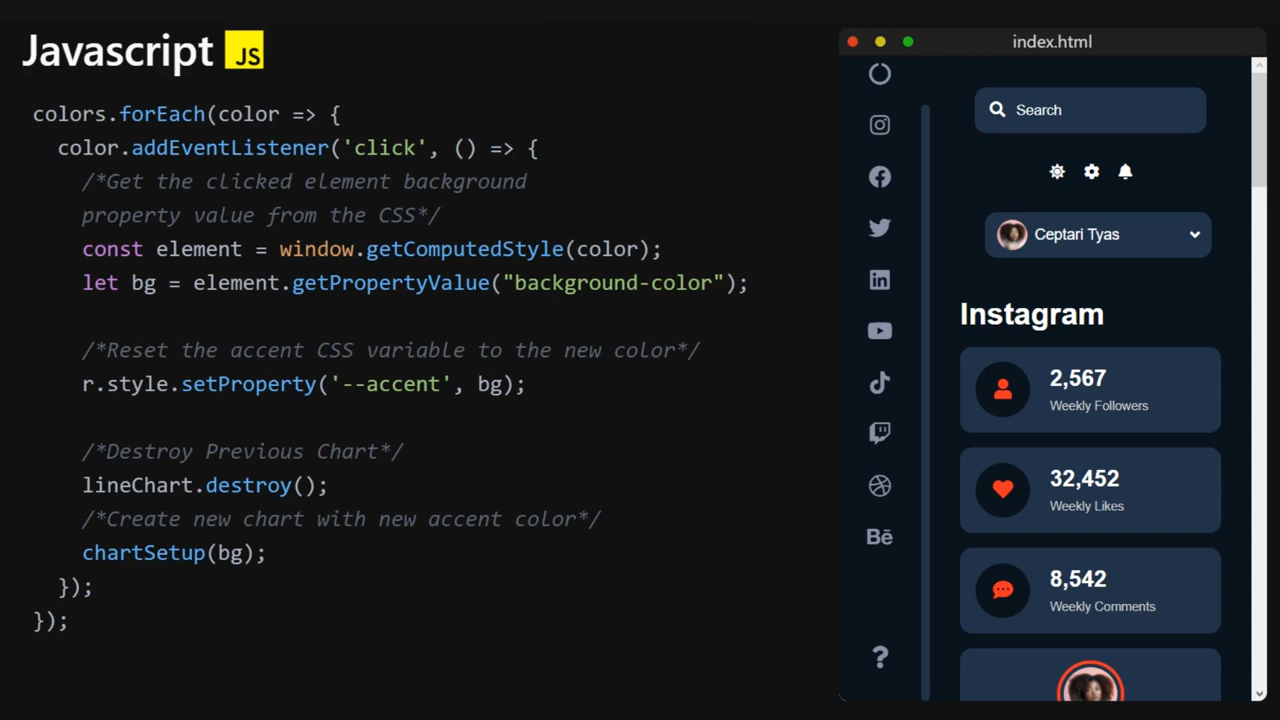 Javascript JS
colors.forEach(color => {
color.addEventListener('click', () => {
/*Get the clicked element background
property value from the CSS*/
const element = window.getComputedStyle(color);
let bg = element.getPropertyValue("background-color");
/*Reset the accent CSS variable to the new color*/
r.style.setProperty('--accent', bg);
/*Destroy Previous Chart*/
lineChart.destroy();
/*Create new chart with new accent color*/
chartSetup(bg);
});
});
index.html
Search
Ceptari Tyas
Instagram
2,567
Weekly Followers
32,452
Weekly Likes
8,542
Weekly Comments
Bē
?